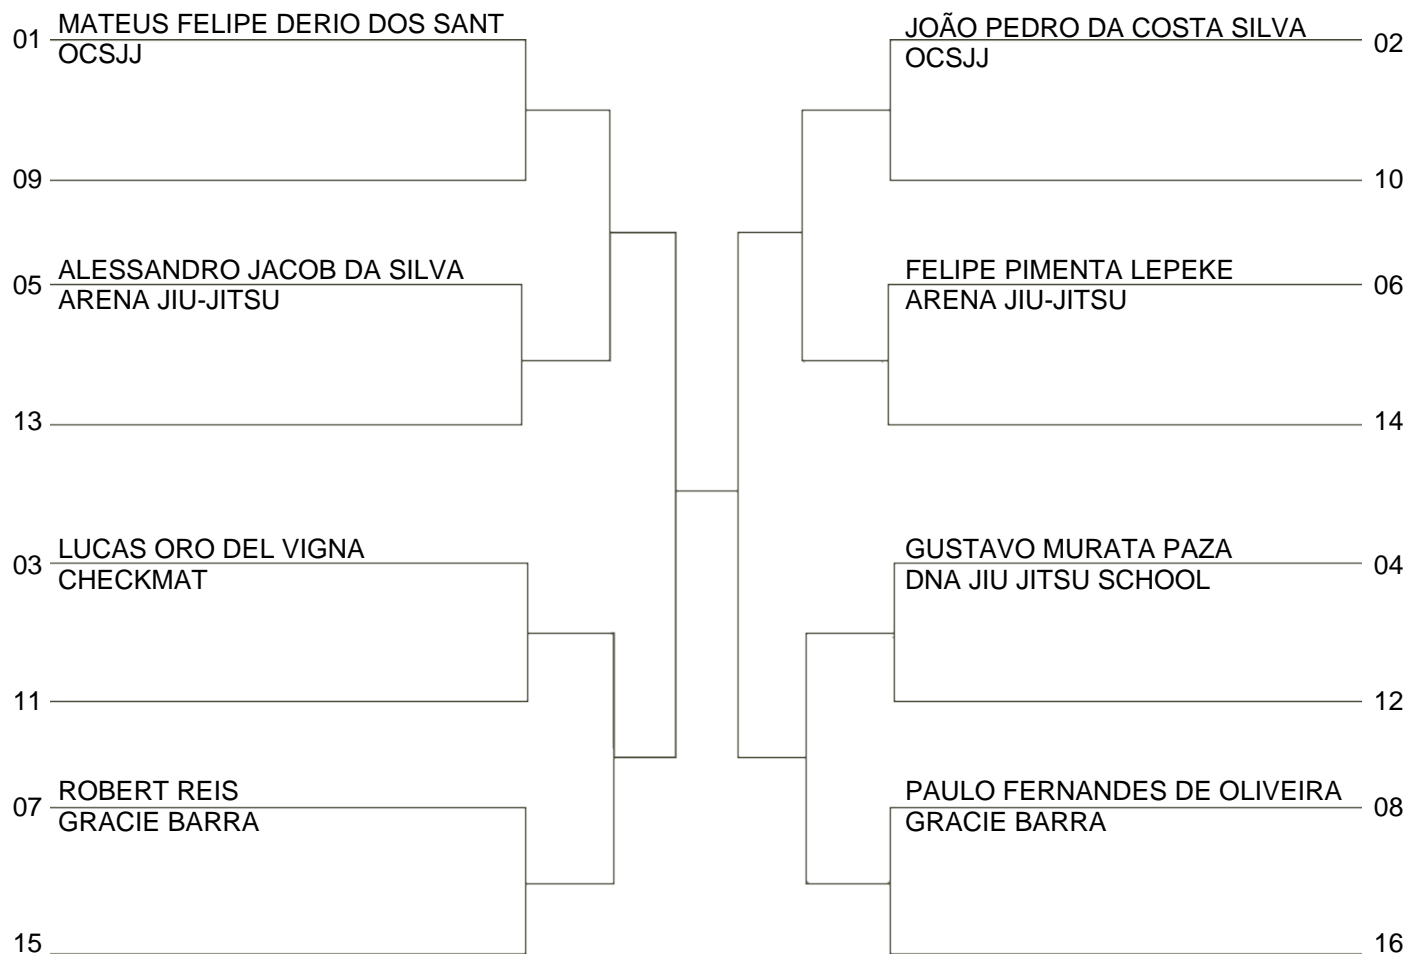 01
MATEUS FELIPE DERIO DOS SANT
OCSJJ
09
05
ALESSANDRO JACOB DA SILVA
ARENA JIU-JITSU
13
03
LUCAS ORO DEL VIGNA
CHECKMAT
11
07
ROBERT REIS
GRACIE BARRA
15
JOÃO PEDRO DA COSTA SILVA
02
OCSJJ
10
FELIPE PIMENTA LEPEKE
06
ARENA JIU-JITSU
14
GUSTAVO MURATA PAZA
04
DNA JIU JITSU SCHOOL
12
PAULO FERNANDES DE OLIVEIRA
08
GRACIE BARRA
16